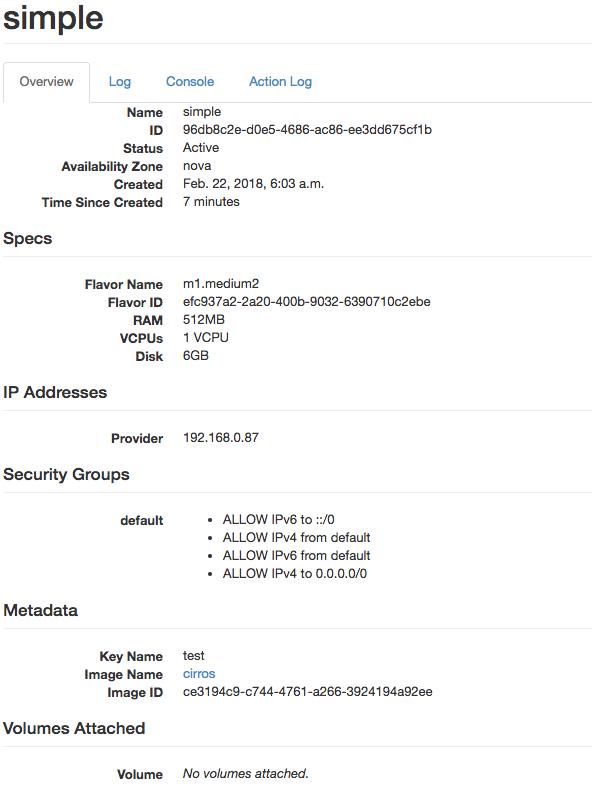 simple
Overview Log Console Action Log
Name simple
ID 96db8c2e-d0e5-4686-ac86-ee3dd675cf1b
Status Active
Availability Zone nova
Created Feb. 22, 2018, 6:03 a.m.
Time Since Created 7 minutes
Specs
Flavor Name m1.medium2
Flavor ID efc937a2-2a20-400b-9032-6390710c2ebe
RAM 512MB
VCPUs 1 VCPU
Disk 6GB
IP Addresses
Provider 192.168.0.87
Security Groups
default • ALLOW IPv6 to ::/0
• ALLOW IPv4 from default
• ALLOW IPv6 from default
• ALLOW IPv4 to 0.0.0.0/0
Metadata
Key Name test
Image Name cirros
Image ID ce3194c9-c744-4761-a266-3924194a92ee
Volumes Attached
Volume No volumes attached.